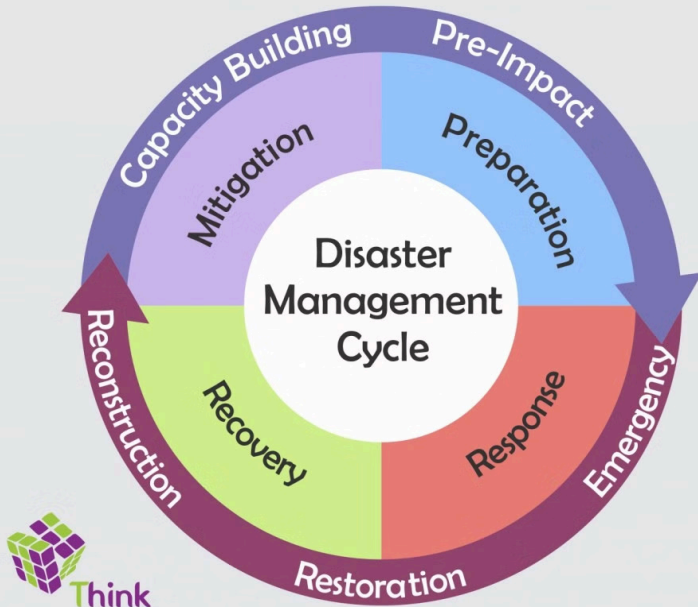 Capacity Building
Pre-Impact
Mitigation
Preparation
Disaster
Management
Cycle
Reconstruction
Recovery
Response
Emergency
Restoration
Think